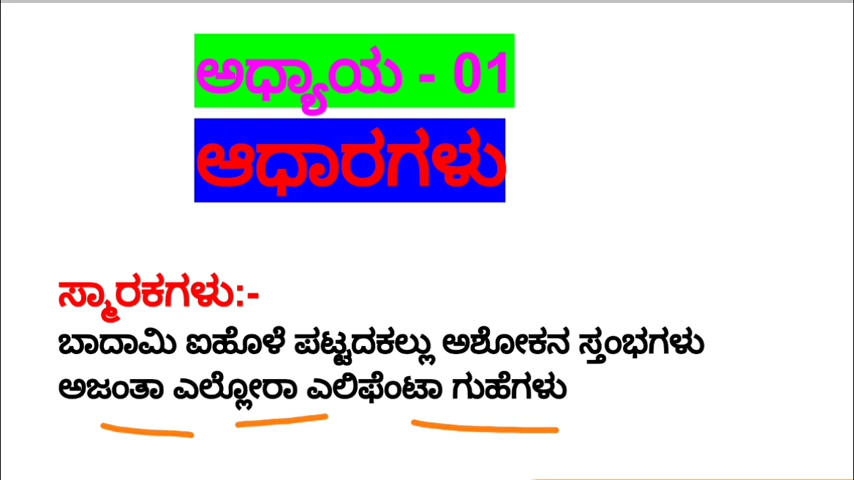 ಅಧ್ಯಾಯ - 01
ಆಧಾರಗಳು
ಸ್ಮಾರಕಗಳು:-
ಬಾದಾಮಿ ಐಹೊಳೆ ಪಟ್ಟದಕಲ್ಲು ಅಶೋಕನ ಸ್ತಂಭಗಳು
ಅಜಂತಾ ಎಲ್ಲೋರಾ ಎಲಿಫೆಂಟಾ ಗುಹೆಗಳು